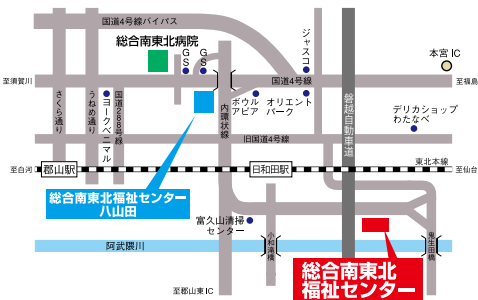 国道4号線バイパス
総合南東北病院
GS
GS
ジャスコ
本宮IC
至須賀川
国道4号線
至福島
さくら通り
うねめ通り
ヨークベニマル
国道288号線
ボウル
アピア
オリエント
パーク
内環状線
磐越自動車道
デリカショップ
わたなべ
旧国道4号線
東北本線
至白河
郡山駅
日和田駅
至仙台
総合南東北福祉センター
八山田
富久山清掃
センター
阿武隈川
小和滝橋
鬼生田橋
総合南東北
福祉センター
至郡山東IC